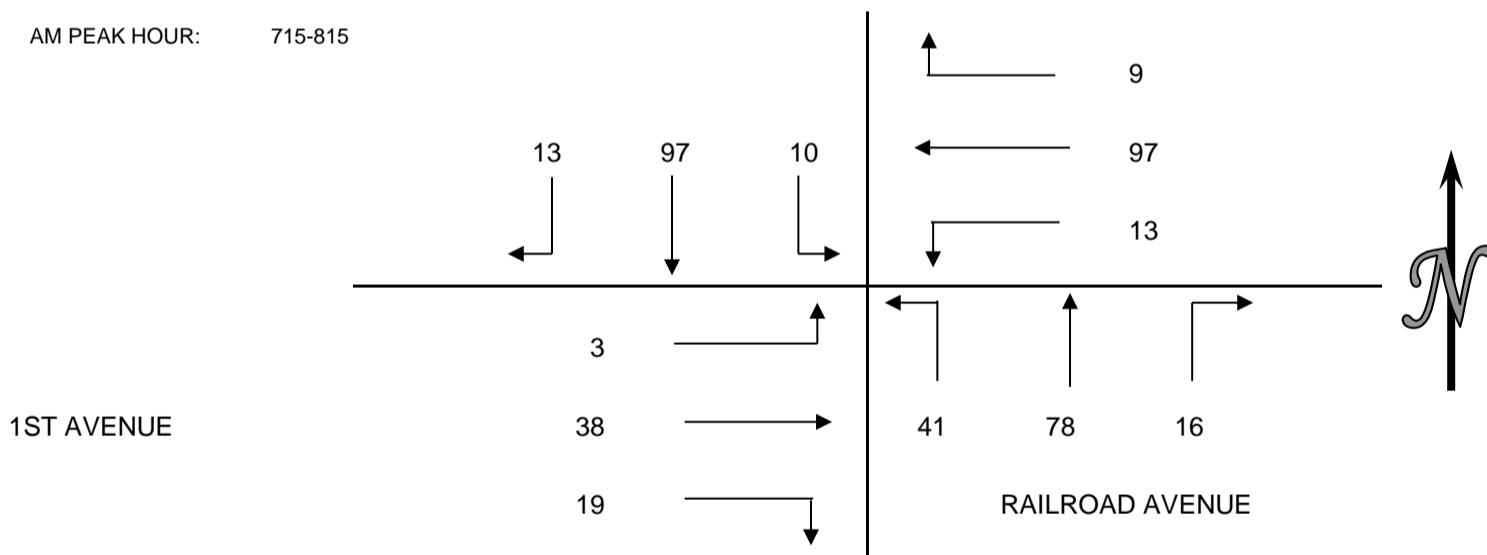 AM PEAK HOUR: 715-815
9
13 97 10 97
13
3
1ST AVENUE 38 41 78 16
19 RAILROAD AVENUE
N